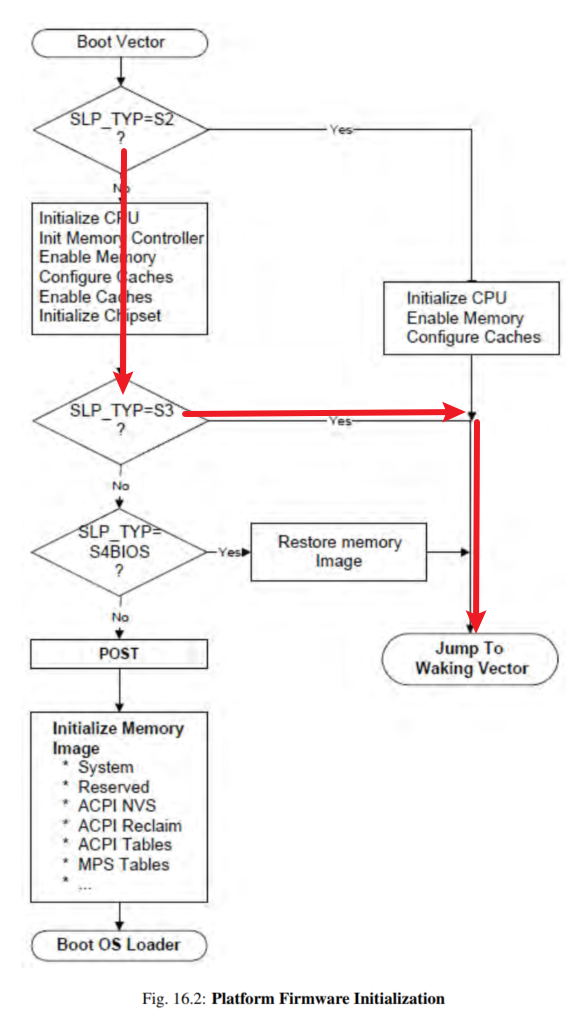 Boot Vector
SLP_TYP=S2
?
Yes
No
Initialize CPU
Init Memory Controller
Enable Memory
Configure Caches
Enable Caches
Initialize Chipset
Initialize CPU
Enable Memory
Configure Caches
SLP_TYP=S3
?
Yes
No
SLP_TYP=
S4BIOS
?
Yes
Restore memory
Image
No
POST
Jump To
Waking Vector
Initialize Memory
Image
* System
* Reserved
* ACPI NVS
* ACPI Reclaim
* ACPI Tables
* MPS Tables
* ...
Boot OS Loader
Fig. 16.2: Platform Firmware Initialization